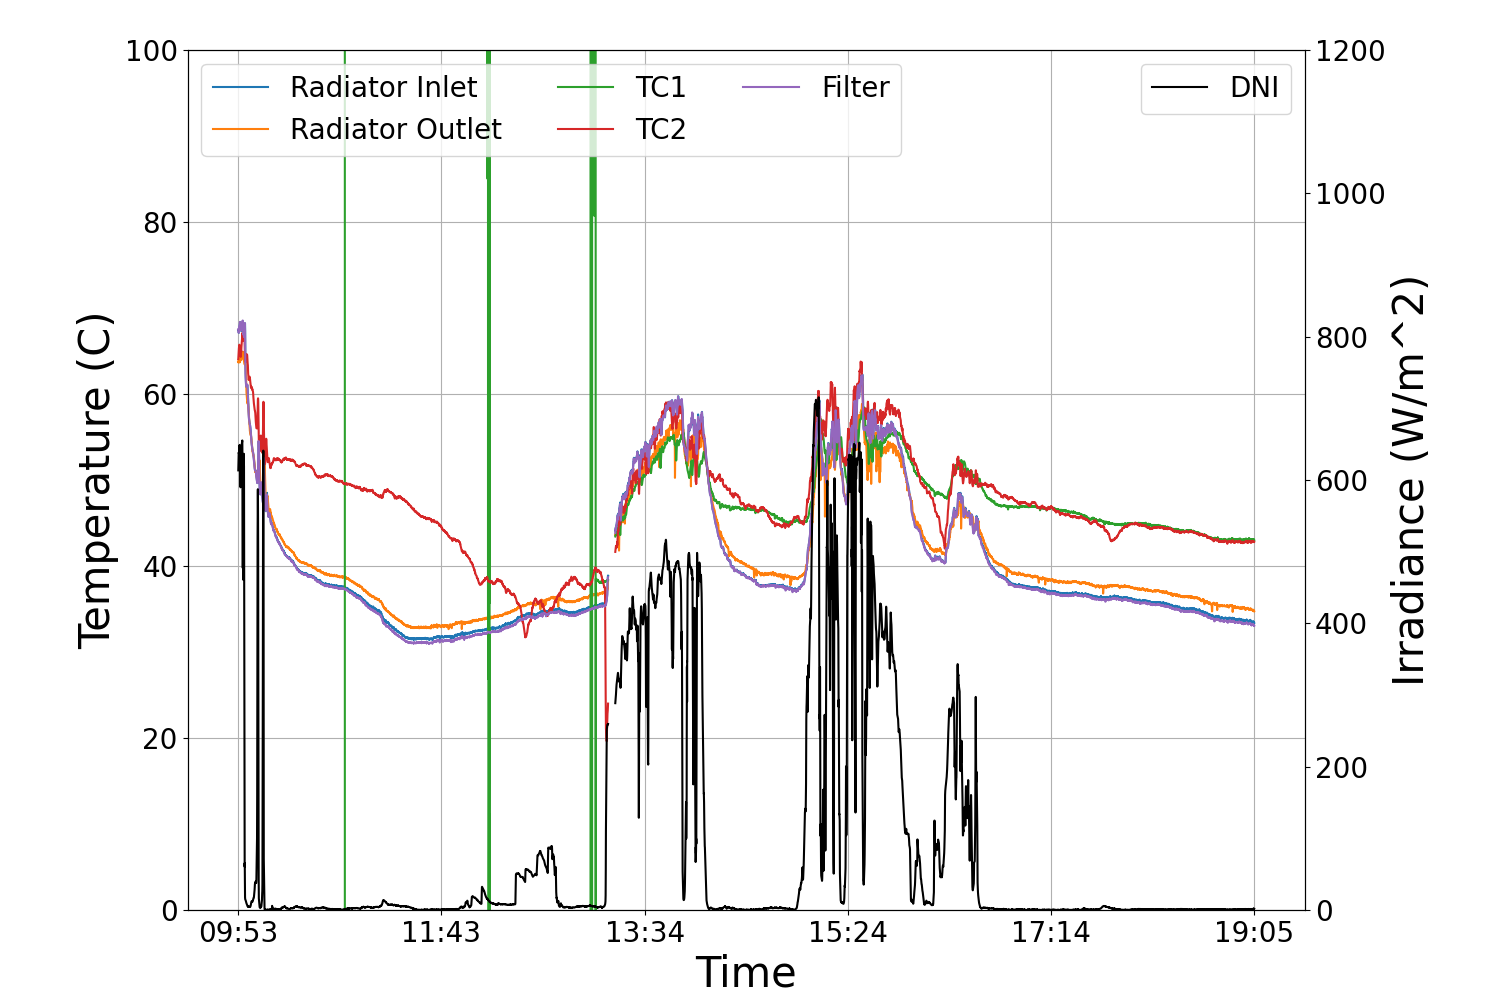 Radiator Inlet
Radiator Outlet
TC1
TC2
Filter
DNI
Temperature (C)
100
80
60
40
20
0
Irradiance (W/m^2)
1200
1000
800
600
400
200
0
09:53 11:43 13:34 15:24 17:14 19:05
Time